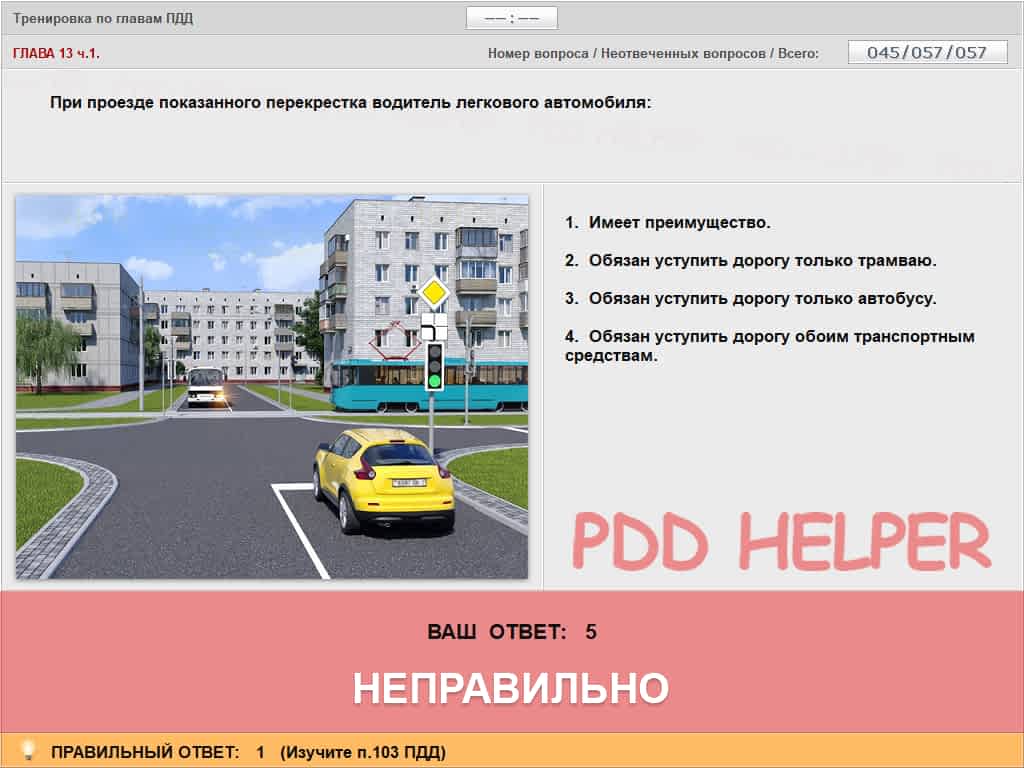 Тренировка по главам ПДД
—— : ——
ГЛАВА 13 ч.1.
Номер вопроса / Неотвеченных вопросов / Всего:
045/057/057
При проезде показанного перекрестка водитель легкового автомобиля:
1. Имеет преимущество.
2. Обязан уступить дорогу только трамваю.
3. Обязан уступить дорогу только автобусу.
4. Обязан уступить дорогу обоим транспортным
средствам.
PDD HELPER
ВАШ ОТВЕТ: 5
НЕПРАВИЛЬНО
ПРАВИЛЬНЫЙ ОТВЕТ: 1 (Изучите п.103 ПДД)